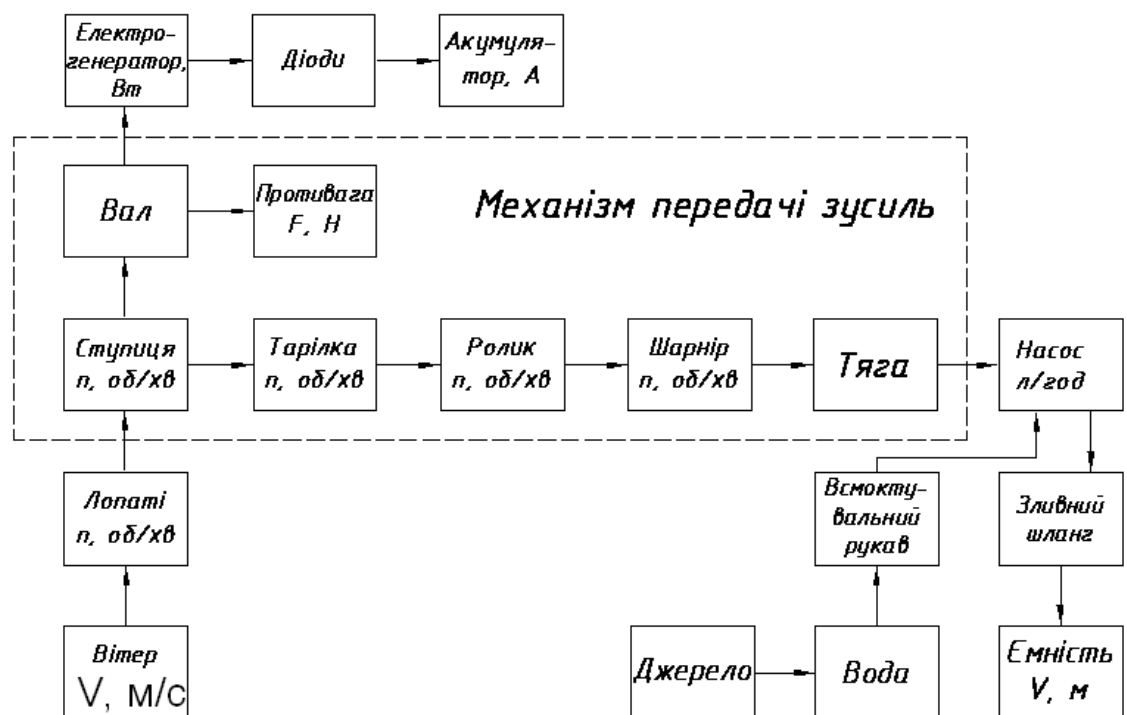 Електро-
генератор,
Вт
Діоди
Акумуля-
тор, А
Вал
Противага
F, Н
Механізм передачі зусиль
Ступиця
n, об/хв
Тарілка
n, об/хв
Ролик
n, об/хв
Шарнір
n, об/хв
Тяга
Насос
л/год
Лопаті
n, об/хв
Всмокту-
вальний
рукав
Зливний
шланг
Вітер
V, м/с
Джерело
Вода
Ємність
V, м